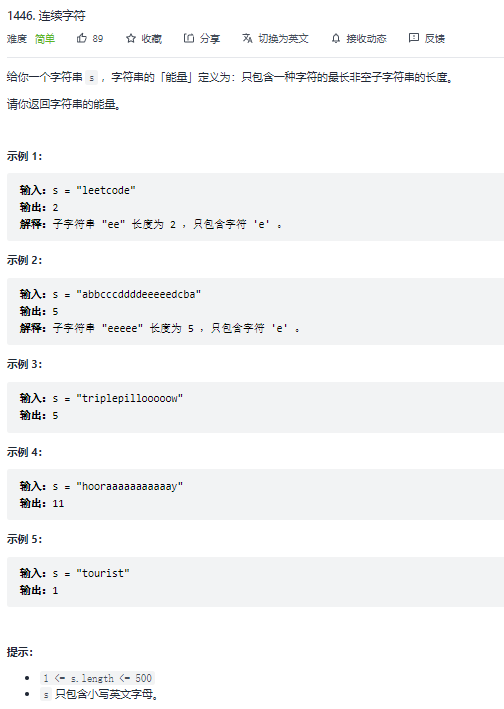 1446. 连续字符
难度 简单 89 收藏 分享 切换为英文 接收动态 反馈
给你一个字符串 s ，字符串的「能量」定义为：只包含一种字符的最长非空子字符串的长度。
请你返回字符串的能量。
示例 1：
输入：s = "leetcode"
输出：2
解释：子字符串 "ee" 长度为 2 ，只包含字符 'e' 。
示例 2：
输入：s = "abbcccddddeeeeedcba"
输出：5
解释：子字符串 "eeeee" 长度为 5 ，只包含字符 'e' 。
示例 3：
输入：s = "triplepillooooow"
输出：5
示例 4：
输入：s = "hooraaaaaaaaaaay"
输出：11
示例 5：
输入：s = "tourist"
输出：1
提示：
1 <= s.length <= 500
s 只包含小写英文字母。